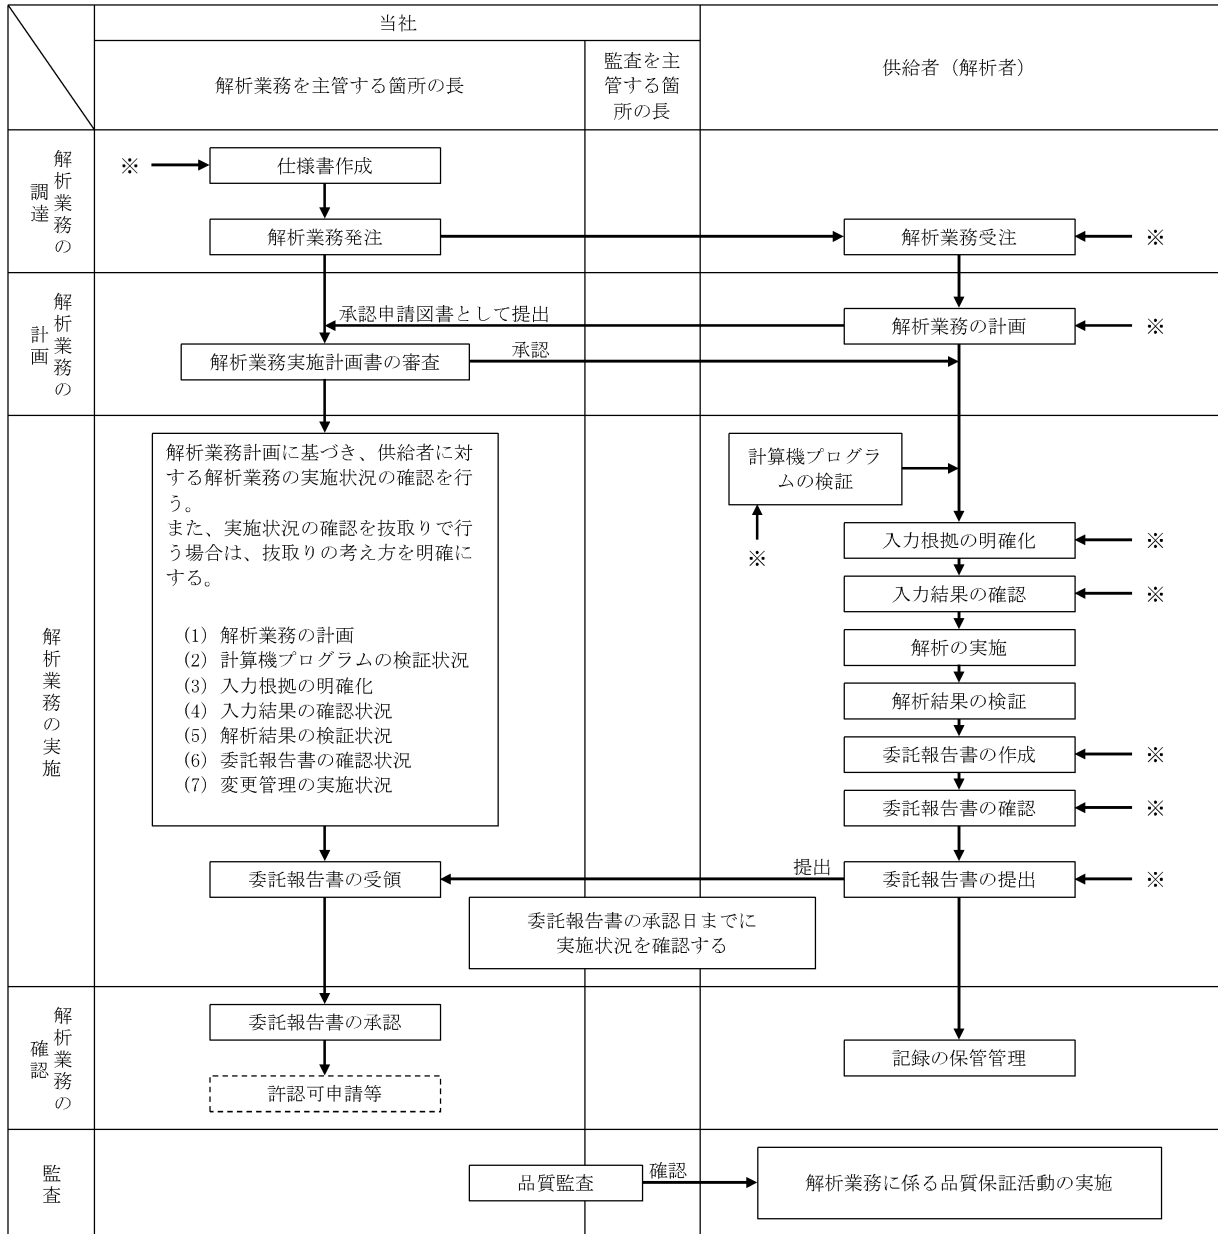 当社
解析業務を主管する箇所の長
監査を主
管する箇
所の長
供給者（解析者）
解析業務の
調達
※
仕様書作成
解析業務発注
解析業務受注
※
解析業務の
計画
承認申請図書として提出
解析業務の計画
※
解析業務実施計画書の審査
承認
解析業務の実施
解析業務計画に基づき、供給者に対
する解析業務の実施状況の確認を行
う。
また、実施状況の確認を抜取りで行
う場合は、抜取りの考え方を明確に
する。
(1) 解析業務の計画
(2) 計算機プログラムの検証状況
(3) 入力根拠の明確化
(4) 入力結果の確認状況
(5) 解析結果の検証状況
(6) 委託報告書の確認状況
(7) 変更管理の実施状況
計算機プログラ
ムの検証
※
入力根拠の明確化
※
入力結果の確認
※
解析の実施
解析結果の検証
委託報告書の作成
※
委託報告書の確認
※
委託報告書の受領
提出
委託報告書の提出
※
委託報告書の承認日までに
実施状況を確認する
解析業務の
確認
委託報告書の承認
記録の保管管理
許認可申請等
監査
品質監査
確認
解析業務に係る品質保証活動の実施